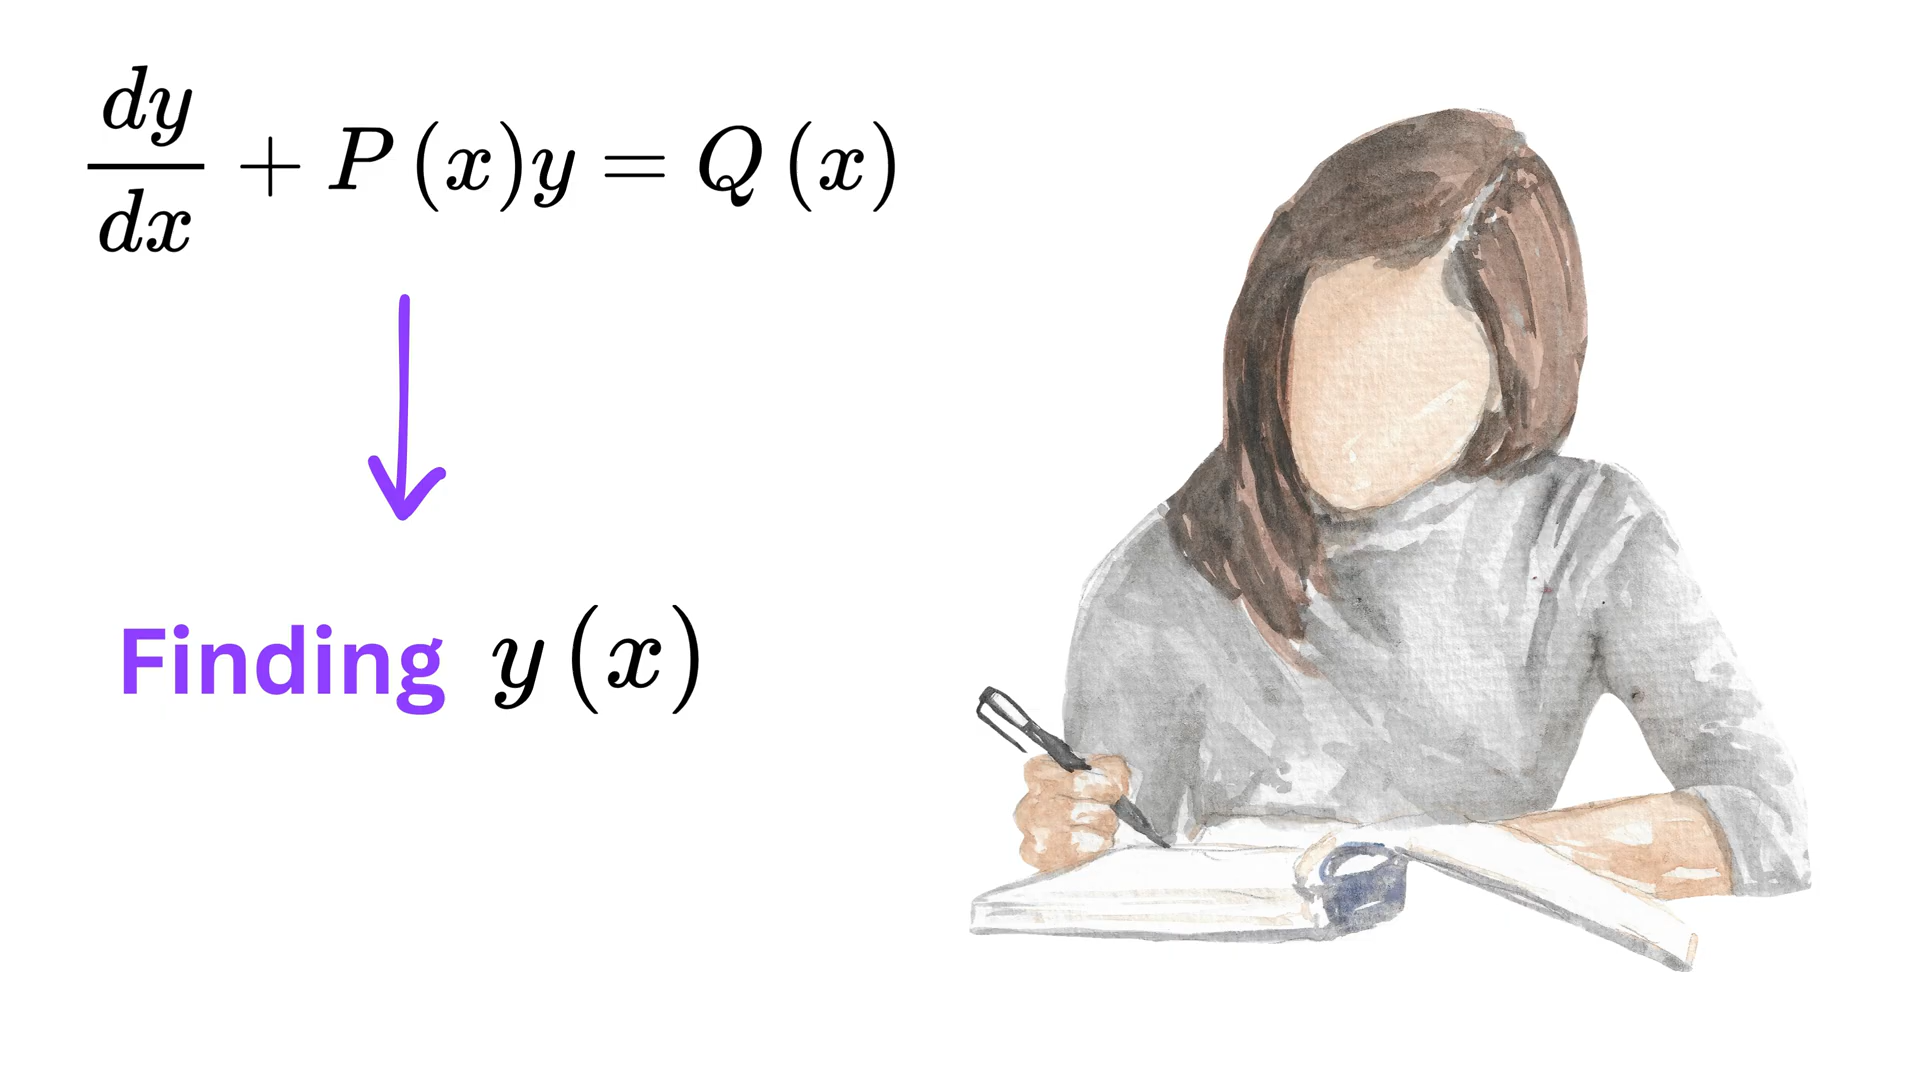 dy/dx + P(x)y = Q(x)
Finding y(x)